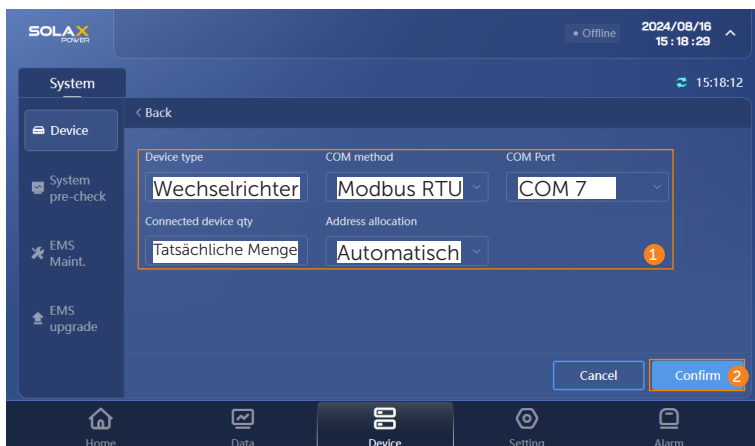 SOLAX
POWER
Offline
2024/08/16
15:18:29
System
15:18:12
< Back
Device
Device type
COM method
COM Port
Wechselrichter
Modbus RTU
COM 7
System
pre-check
Connected device qty
Address allocation
Tatsächliche Menge
Automatisch
1
EMS
Maint.
EMS
upgrade
Cancel
Confirm
2
Home
Data
Device
Setting
Alarm